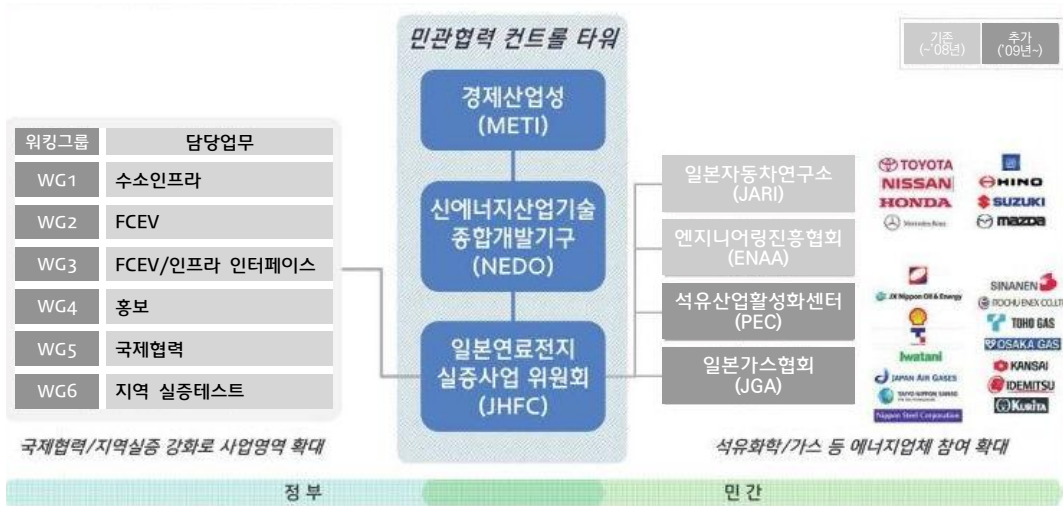 민관협력 컨트롤 타워
기존
(~'08년)
추가
('09년~)
경제산업성
(METI)
신에너지산업기술
종합개발기구
(NEDO)
일본연료전지
실증사업 위원회
(JHFC)
워킹그룹 담당업무
WG1 수소인프라
WG2 FCEV
WG3 FCEV/인프라 인터페이스
WG4 홍보
WG5 국제협력
WG6 지역 실증테스트
국제협력/지역실증 강화로 사업영역 확대
일본자동차연구소
(JARI)
엔지니어링진흥협회
(ENAA)
석유산업활성화센터
(PEC)
일본가스협회
(JGA)
TOYOTA
NISSAN
HONDA
Mercedes-Benz
HINO
SUZUKI
mazda
JX Nippon Oil & Energy
Iwatani
JAPAN AIR GASES
TAIYO NIPPON SANSO
Nippon Steel Corporation
SINANEN
ITOCHU ENEX CO.,LTD
TOHO GAS
OSAKA GAS
KANSAI
IDEMITSU
KURITA
석유화학/가스 등 에너지업체 참여 확대
정부
민간